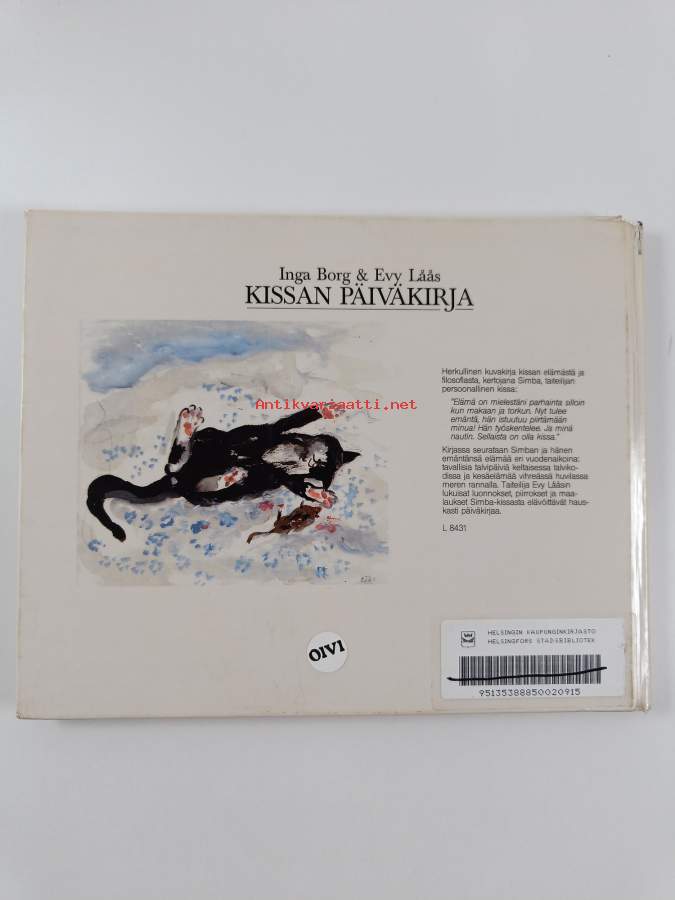 Inga Borg & Evy Låås
KISSAN PÄIVÄKIRJA
Antikvariaatti.net
Herkullinen kuvakirja kissan elämästä ja
filosofiasta, kertojana Simba, taiteilijan
persoonallinen kissa:
"Elämä on mielestäni parhainta silloin
kun makaan ja torkun. Nyt tulee
emäntä, hän istuutuu piirtämään
minua! Hän työskentelee. Ja minä
nautin. Sellaista on olla kissa."
Kirjassa seurataan Simban ja hänen
emäntänsä elämää eri vuodenaikoina:
tavallisia talvipäiviä keltaisessa talviko-
dissa ja kesäelämää vihreässä huvilassa
meren rannalla. Taiteilija Evy Lååsin
lukuisat luonnokset, piirrokset ja maa-
laukset Simba-kissasta elävöittävät haus-
kasti päiväkirjaa.
L 8431
OIVI
HELSINGIN KAUPUNGINKIRJASTO
HELSINGFORS STADSBIBLIOTEK
95135388850020915